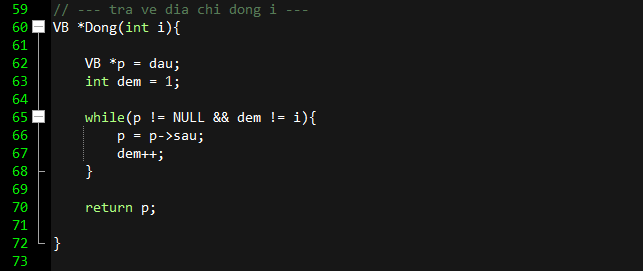 59 // --- tra ve dia chi dong i ---
60 VB *Dong(int i){
61
62 VB *p = dau;
63 int dem = 1;
64
65 while(p != NULL && dem != i){
66 p = p->sau;
67 dem++;
68 }
69
70 return p;
71
72 }
73